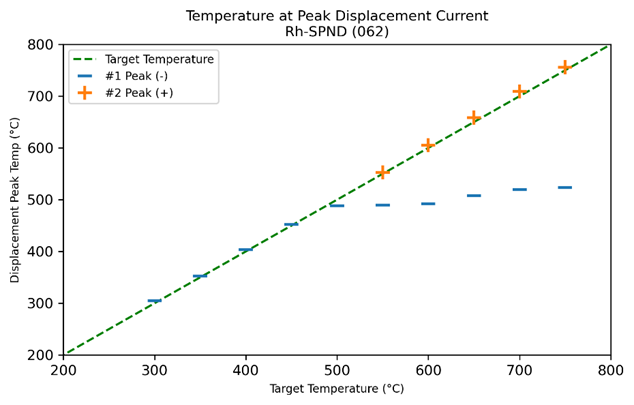 Temperature at Peak Displacement Current
Rh-SPND (062)
Target Temperature
#1 Peak (-)
#2 Peak (+)
Displacement Peak Temp (°C)
800
700
600
500
400
300
200
200 300 400 500 600 700 800
Target Temperature (°C)